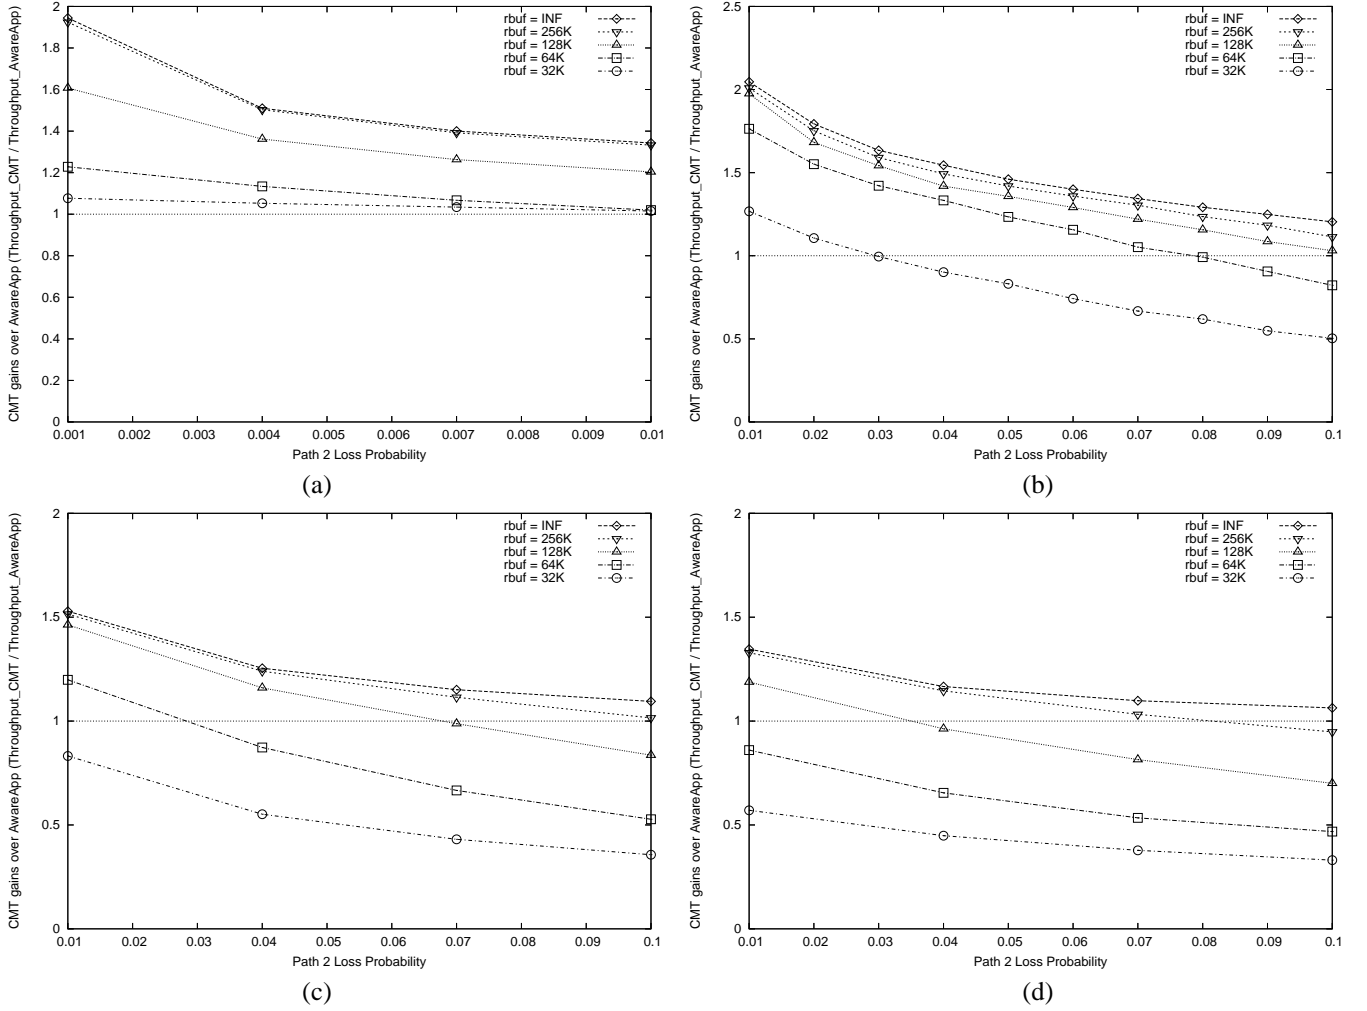 CMT gains over AwareApp (Throughput_CMT / Throughput_AwareApp)
2
1.8
1.6
1.4
1.2
1
0.8
0.6
0.4
0.2
0
rbuf = INF
rbuf = 256K
rbuf = 128K
rbuf = 64K
rbuf = 32K
0.001 0.002 0.003 0.004 0.005 0.006 0.007 0.008 0.009 0.01
Path 2 Loss Probability
(a)
CMT gains over AwareApp (Throughput_CMT / Throughput_AwareApp)
2.5
2
1.5
1
0.5
0
rbuf = INF
rbuf = 256K
rbuf = 128K
rbuf = 64K
rbuf = 32K
0.01 0.02 0.03 0.04 0.05 0.06 0.07 0.08 0.09 0.1
Path 2 Loss Probability
(b)
CMT gains over AwareApp (Throughput_CMT / Throughput_AwareApp)
2
1.5
1
0.5
0
rbuf = INF
rbuf = 256K
rbuf = 128K
rbuf = 64K
rbuf = 32K
0.01 0.02 0.03 0.04 0.05 0.06 0.07 0.08 0.09 0.1
Path 2 Loss Probability
(c)
CMT gains over AwareApp (Throughput_CMT / Throughput_AwareApp)
2
1.5
1
0.5
0
rbuf = INF
rbuf = 256K
rbuf = 128K
rbuf = 64K
rbuf = 32K
0.01 0.02 0.03 0.04 0.05 0.06 0.07 0.08 0.09 0.1
Path 2 Loss Probability
(d)